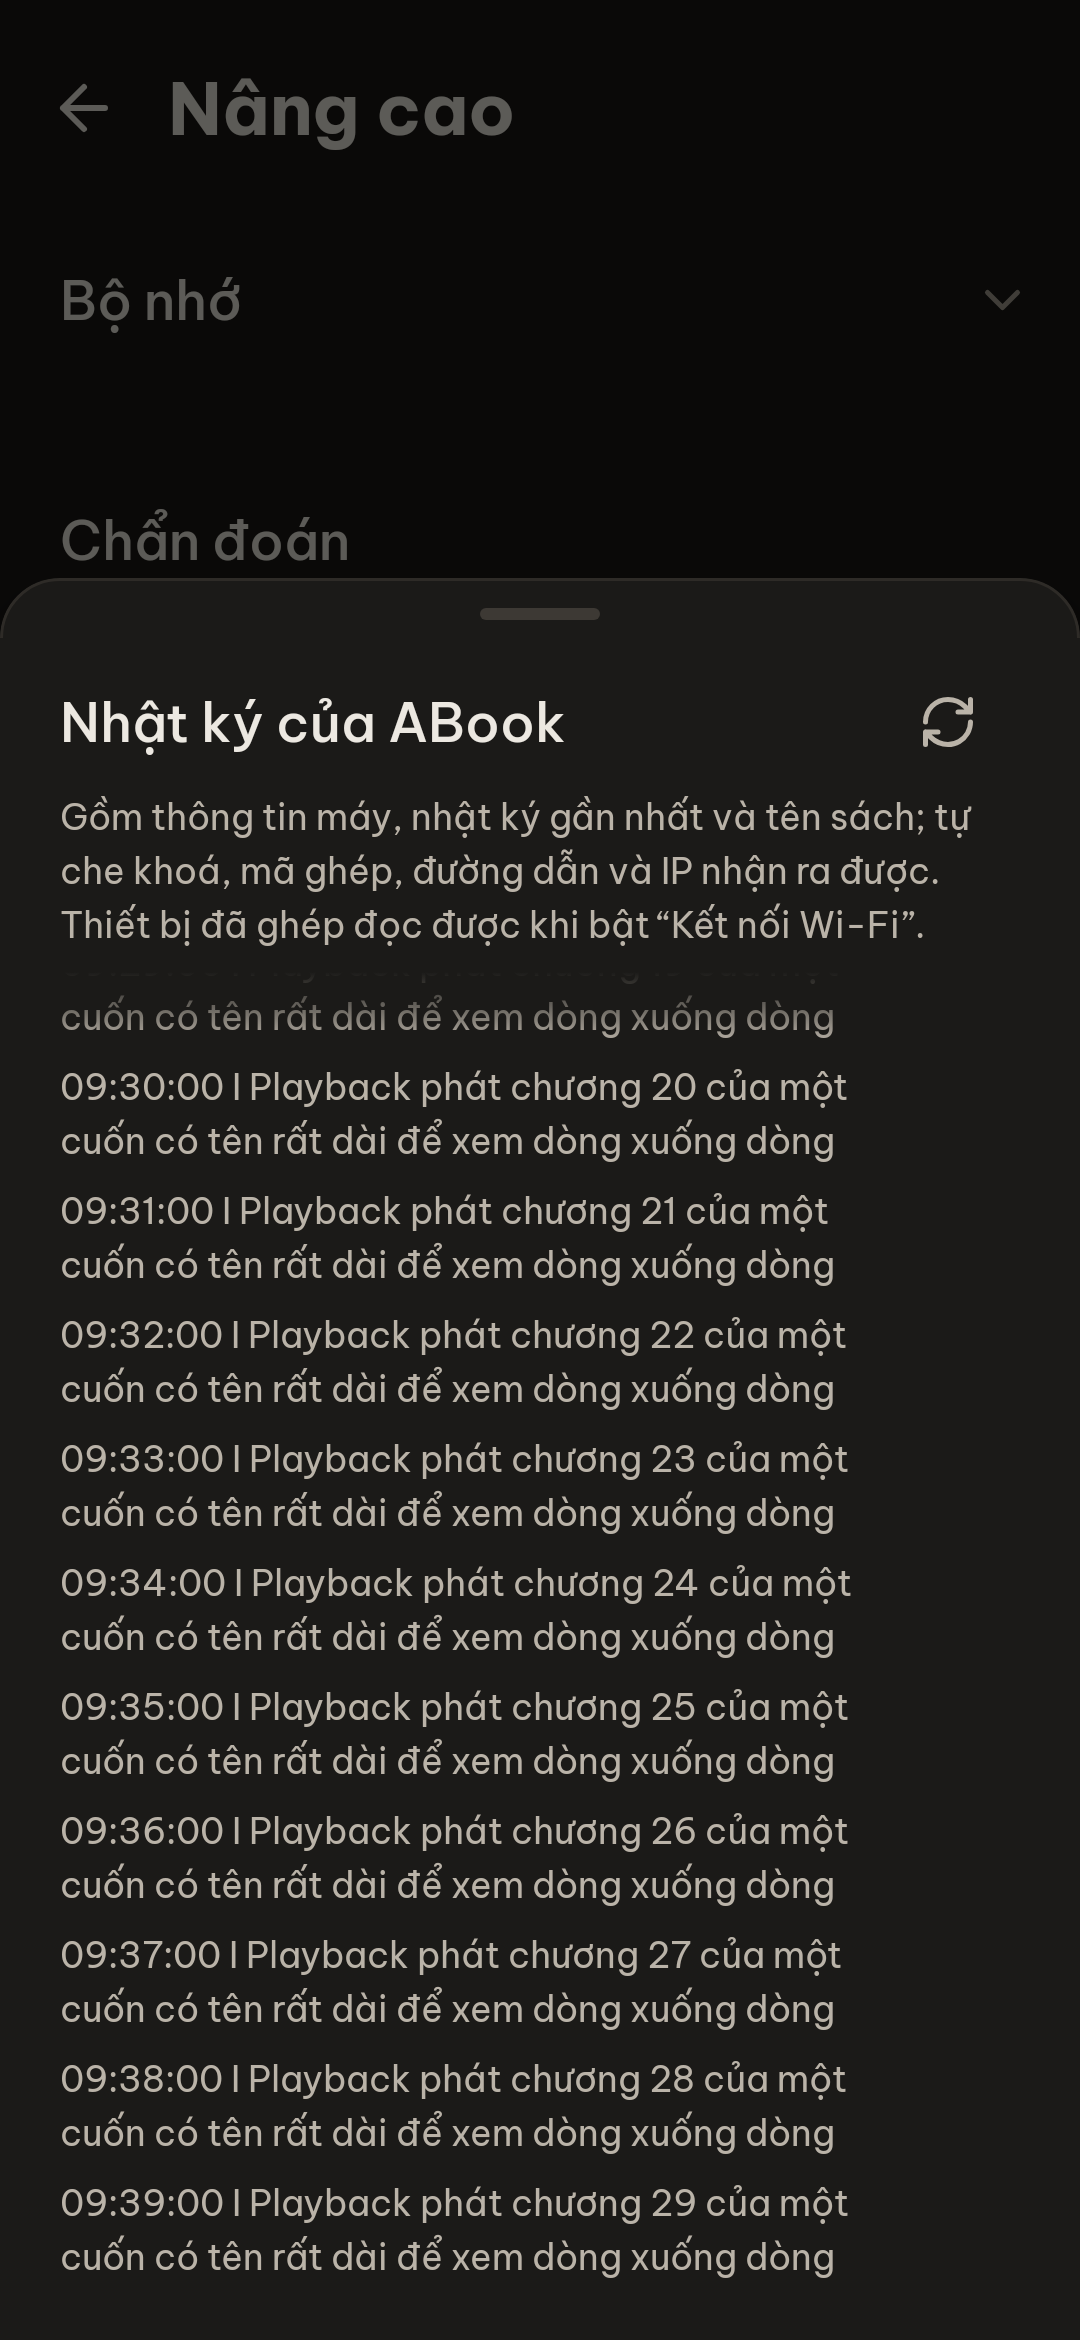 Nâng cao
Bộ nhớ
Chẩn đoán
Nhật ký của ABook
Gồm thông tin máy, nhật ký gần nhất và tên sách; tự
che khoá, mã ghép, đường dẫn và IP nhận ra được.
Thiết bị đã ghép đọc được khi bật “Kết nối Wi-Fi”.
cuốn có tên rất dài để xem dòng xuống dòng
09:30:00 I Playback phát chương 20 của một
cuốn có tên rất dài để xem dòng xuống dòng
09:31:00 I Playback phát chương 21 của một
cuốn có tên rất dài để xem dòng xuống dòng
09:32:00 I Playback phát chương 22 của một
cuốn có tên rất dài để xem dòng xuống dòng
09:33:00 I Playback phát chương 23 của một
cuốn có tên rất dài để xem dòng xuống dòng
09:34:00 I Playback phát chương 24 của một
cuốn có tên rất dài để xem dòng xuống dòng
09:35:00 I Playback phát chương 25 của một
cuốn có tên rất dài để xem dòng xuống dòng
09:36:00 I Playback phát chương 26 của một
cuốn có tên rất dài để xem dòng xuống dòng
09:37:00 I Playback phát chương 27 của một
cuốn có tên rất dài để xem dòng xuống dòng
09:38:00 I Playback phát chương 28 của một
cuốn có tên rất dài để xem dòng xuống dòng
09:39:00 I Playback phát chương 29 của một
cuốn có tên rất dài để xem dòng xuống dòng